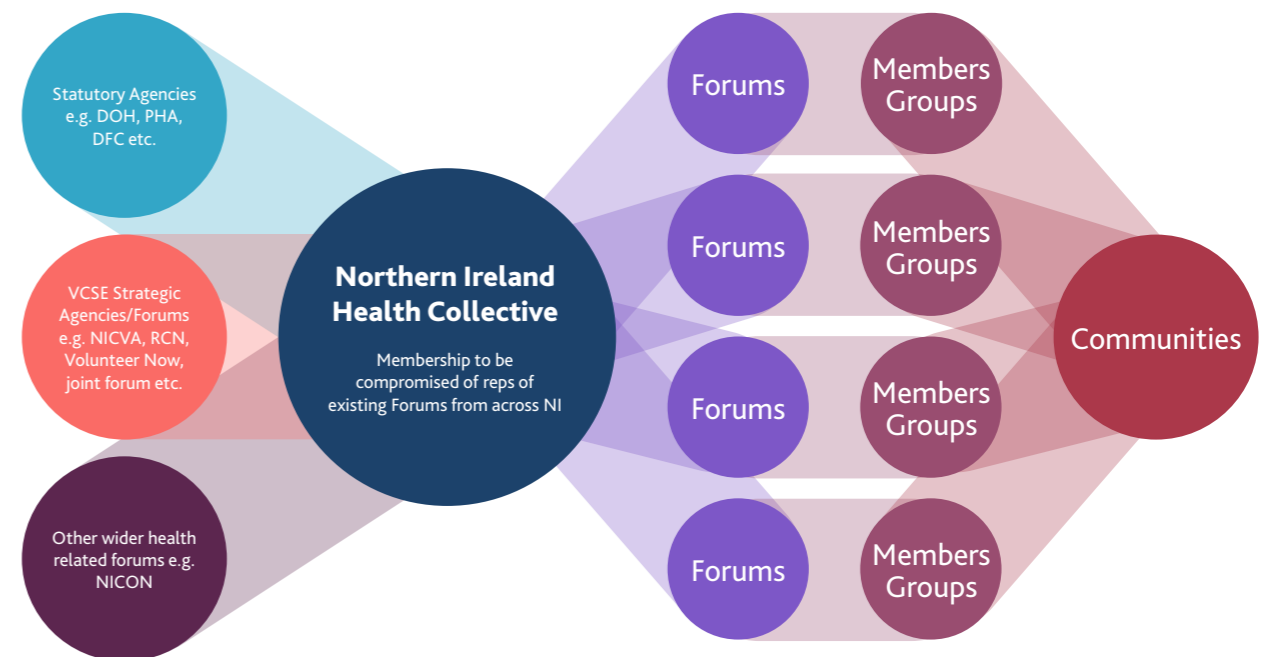 Statutory Agencies
e.g. DOH, PHA,
DFC etc.
VCSE Strategic
Agencies/Forums
e.g. NICVA, RCN,
Volunteer Now,
joint forum etc.
Other wider health
related forums e.g.
NICON
Northern Ireland
Health Collective
Membership to be
compromised of reps of
existing Forums from across NI
Forums
Members
Groups
Forums
Members
Groups
Forums
Members
Groups
Forums
Members
Groups
Communities